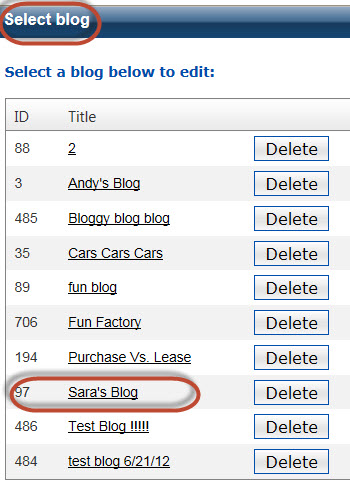 Select blog
Select a blog below to edit:
ID Title
88 2 Delete
3 Andy's Blog Delete
485 Bloggy blog blog Delete
35 Cars Cars Cars Delete
89 fun blog Delete
706 Fun Factory Delete
194 Purchase Vs. Lease Delete
97 Sara's Blog Delete
486 Test Blog !!!!! Delete
484 test blog 6/21/12 Delete